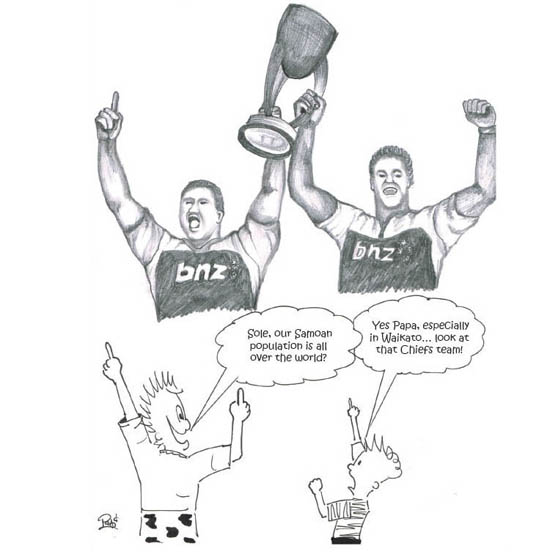 bnz
bnz
Sole, our Samoan
population is all
over the world?
Yes Papa, especially
in Waikato... look at
that Chiefs team!